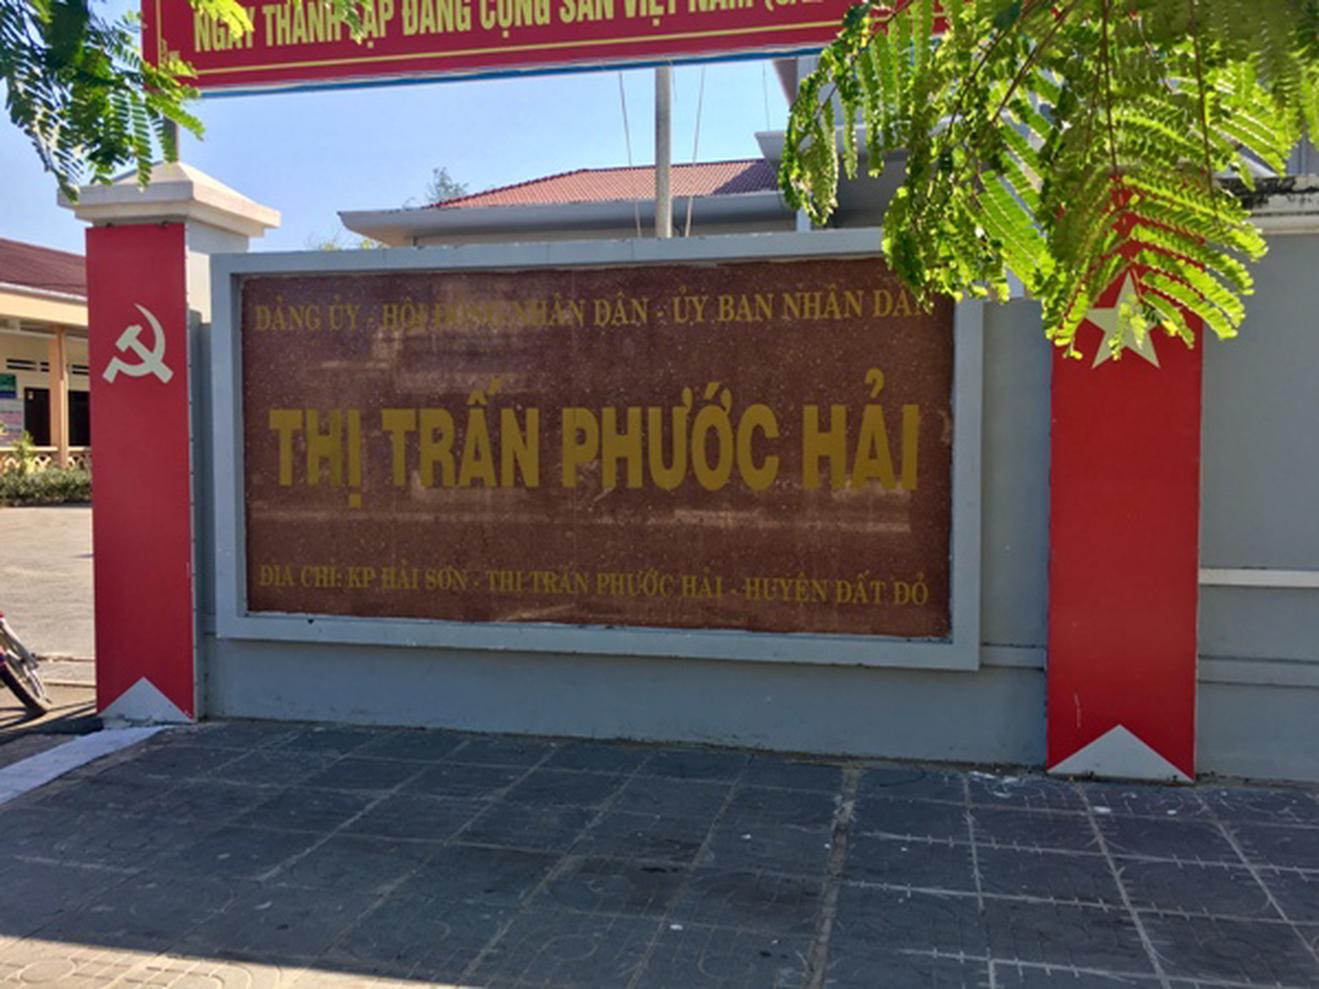 NGÀY THÀNH LẬP ĐẢNG CỘNG SẢN VIỆT NAM
ĐẢNG ỦY - HỘI ĐỒNG NHÂN DÂN - ỦY BAN NHÂN DÂN
THỊ TRẤN PHƯỚC HẢI
ĐỊA CHỈ: KP HẢI SƠN - THỊ TRẤN PHƯỚC HẢI - HUYỆN ĐẤT ĐỎ